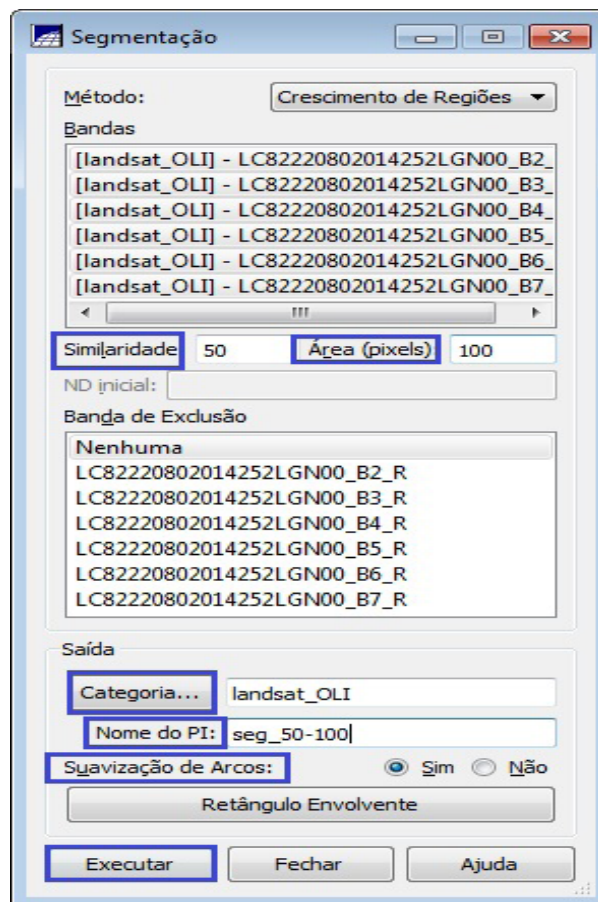 Segmentação
Método: Crescimento de Regiões
Bandas
[landsat_OLI] - LC82220802014252LGN00_B2_
[landsat_OLI] - LC82220802014252LGN00_B3_
[landsat_OLI] - LC82220802014252LGN00_B4_
[landsat_OLI] - LC82220802014252LGN00_B5_
[landsat_OLI] - LC82220802014252LGN00_B6_
[landsat_OLI] - LC82220802014252LGN00_B7_
Similaridade 50 Área (pixels) 100
ND inicial:
Banda de Exclusão
Nenhuma
LC82220802014252LGN00_B2_R
LC82220802014252LGN00_B3_R
LC82220802014252LGN00_B4_R
LC82220802014252LGN00_B5_R
LC82220802014252LGN00_B6_R
LC82220802014252LGN00_B7_R
Saída
Categoria... landsat_OLI
Nome do PI: seg_50-100
Suavização de Arcos: Sim Não
Retângulo Envolvente
Executar Fechar Ajuda